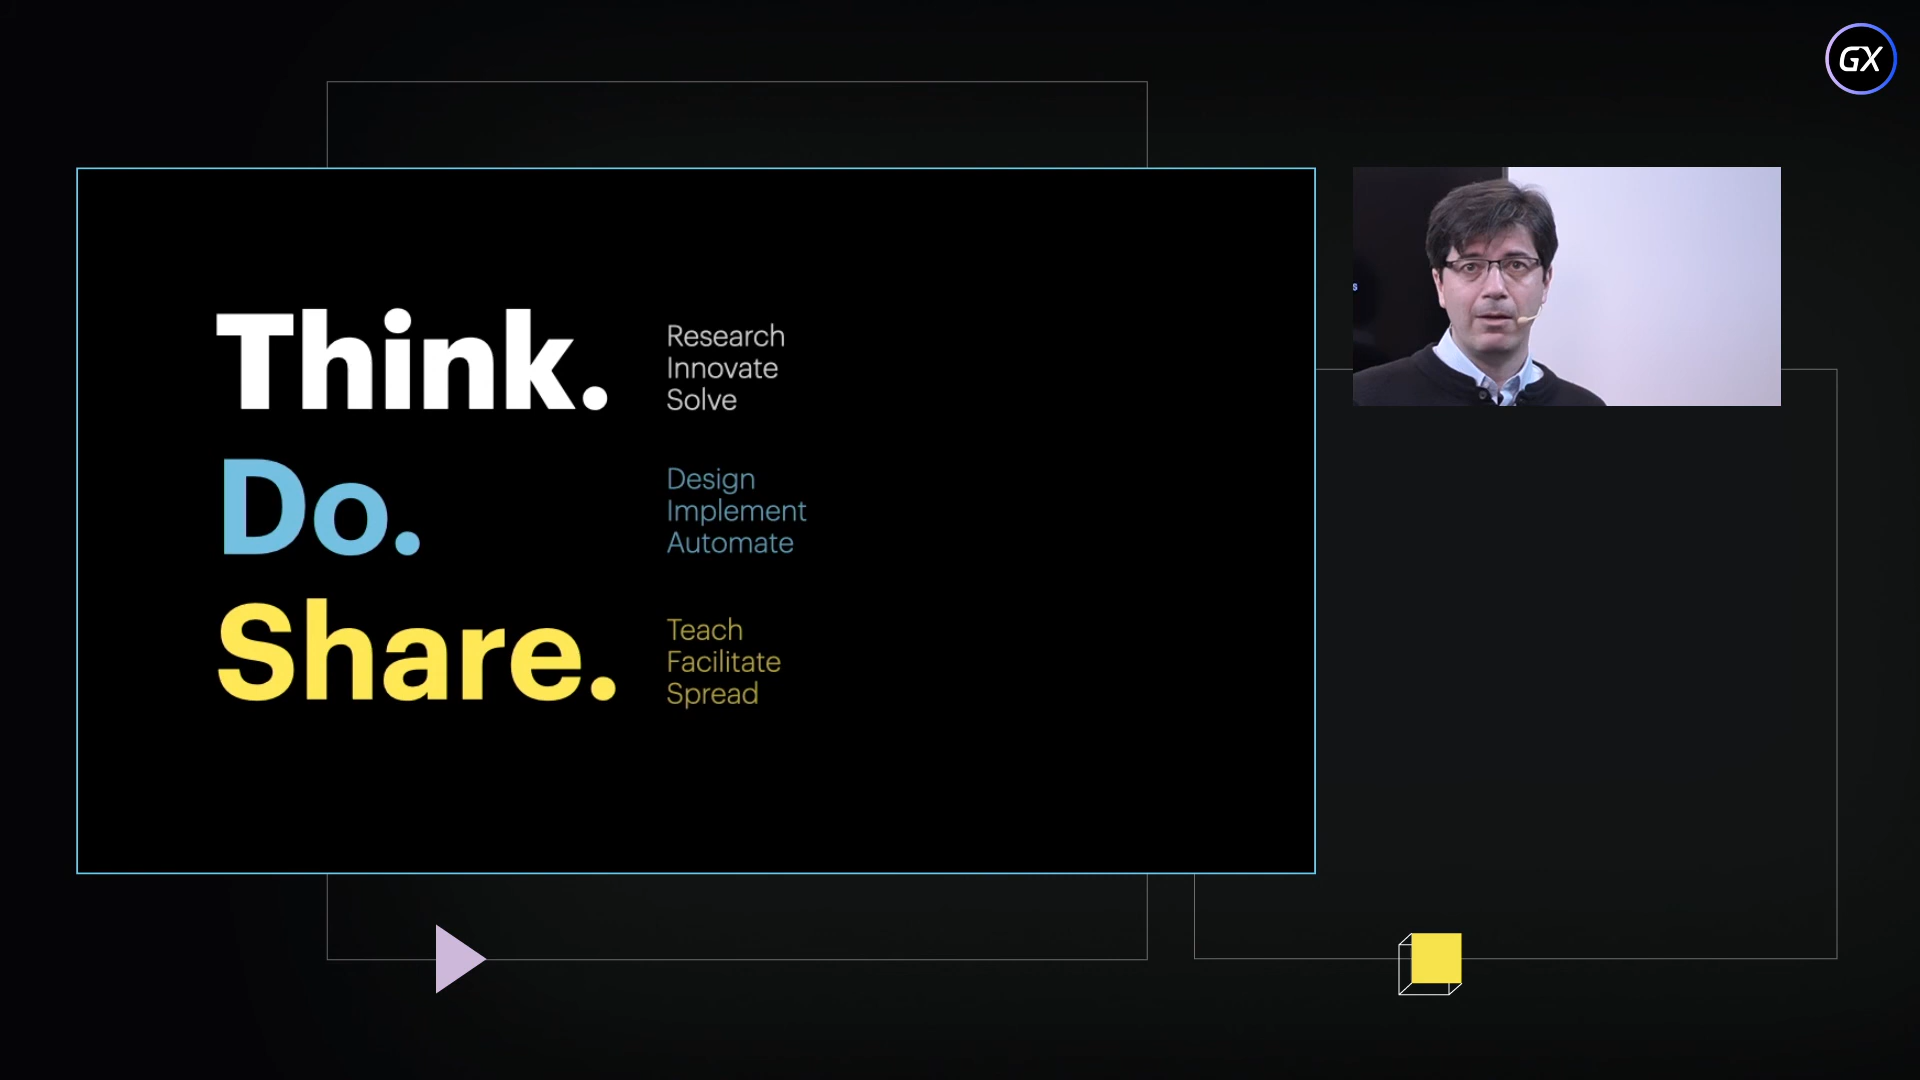 GX
Think.
Research
Innovate
Solve
Do.
Design
Implement
Automate
Share.
Teach
Facilitate
Spread
s